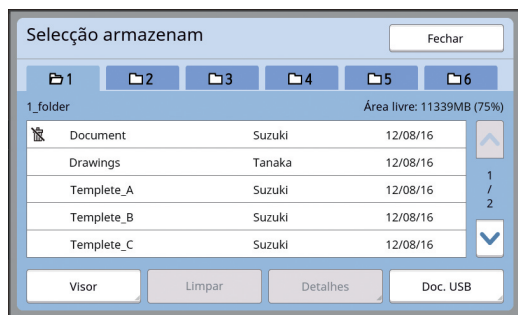 Selecção armazenam
Fechar
1 2 3 4 5 6
1_folder Área livre: 11339MB (75%)
Document Suzuki 12/08/16
Drawings Tanaka 12/08/16
Templete_A Suzuki 12/08/16
Templete_B Suzuki 12/08/16
Templete_C Suzuki 12/08/16
1
/
2
Visor Limpar Detalhes Doc. USB